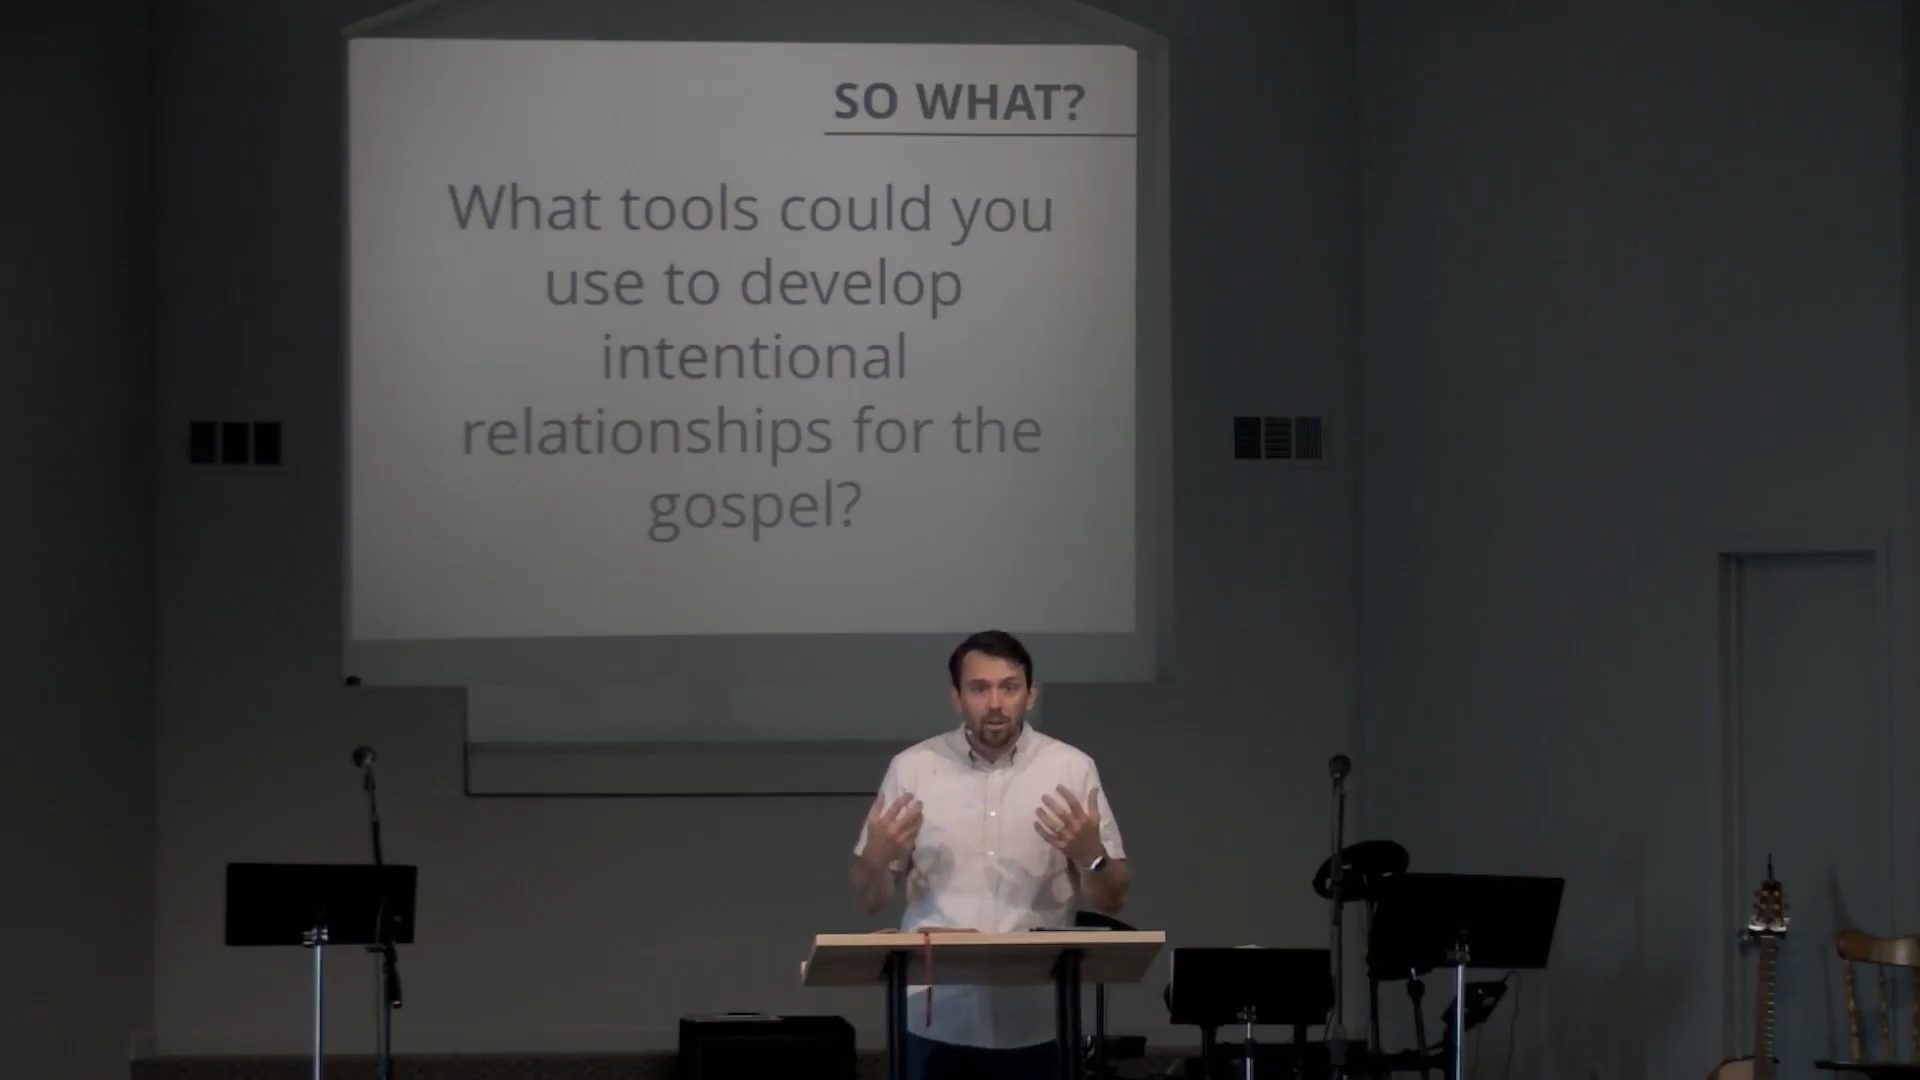 SO WHAT?
What tools could you
use to develop
intentional
relationships for the
gospel?